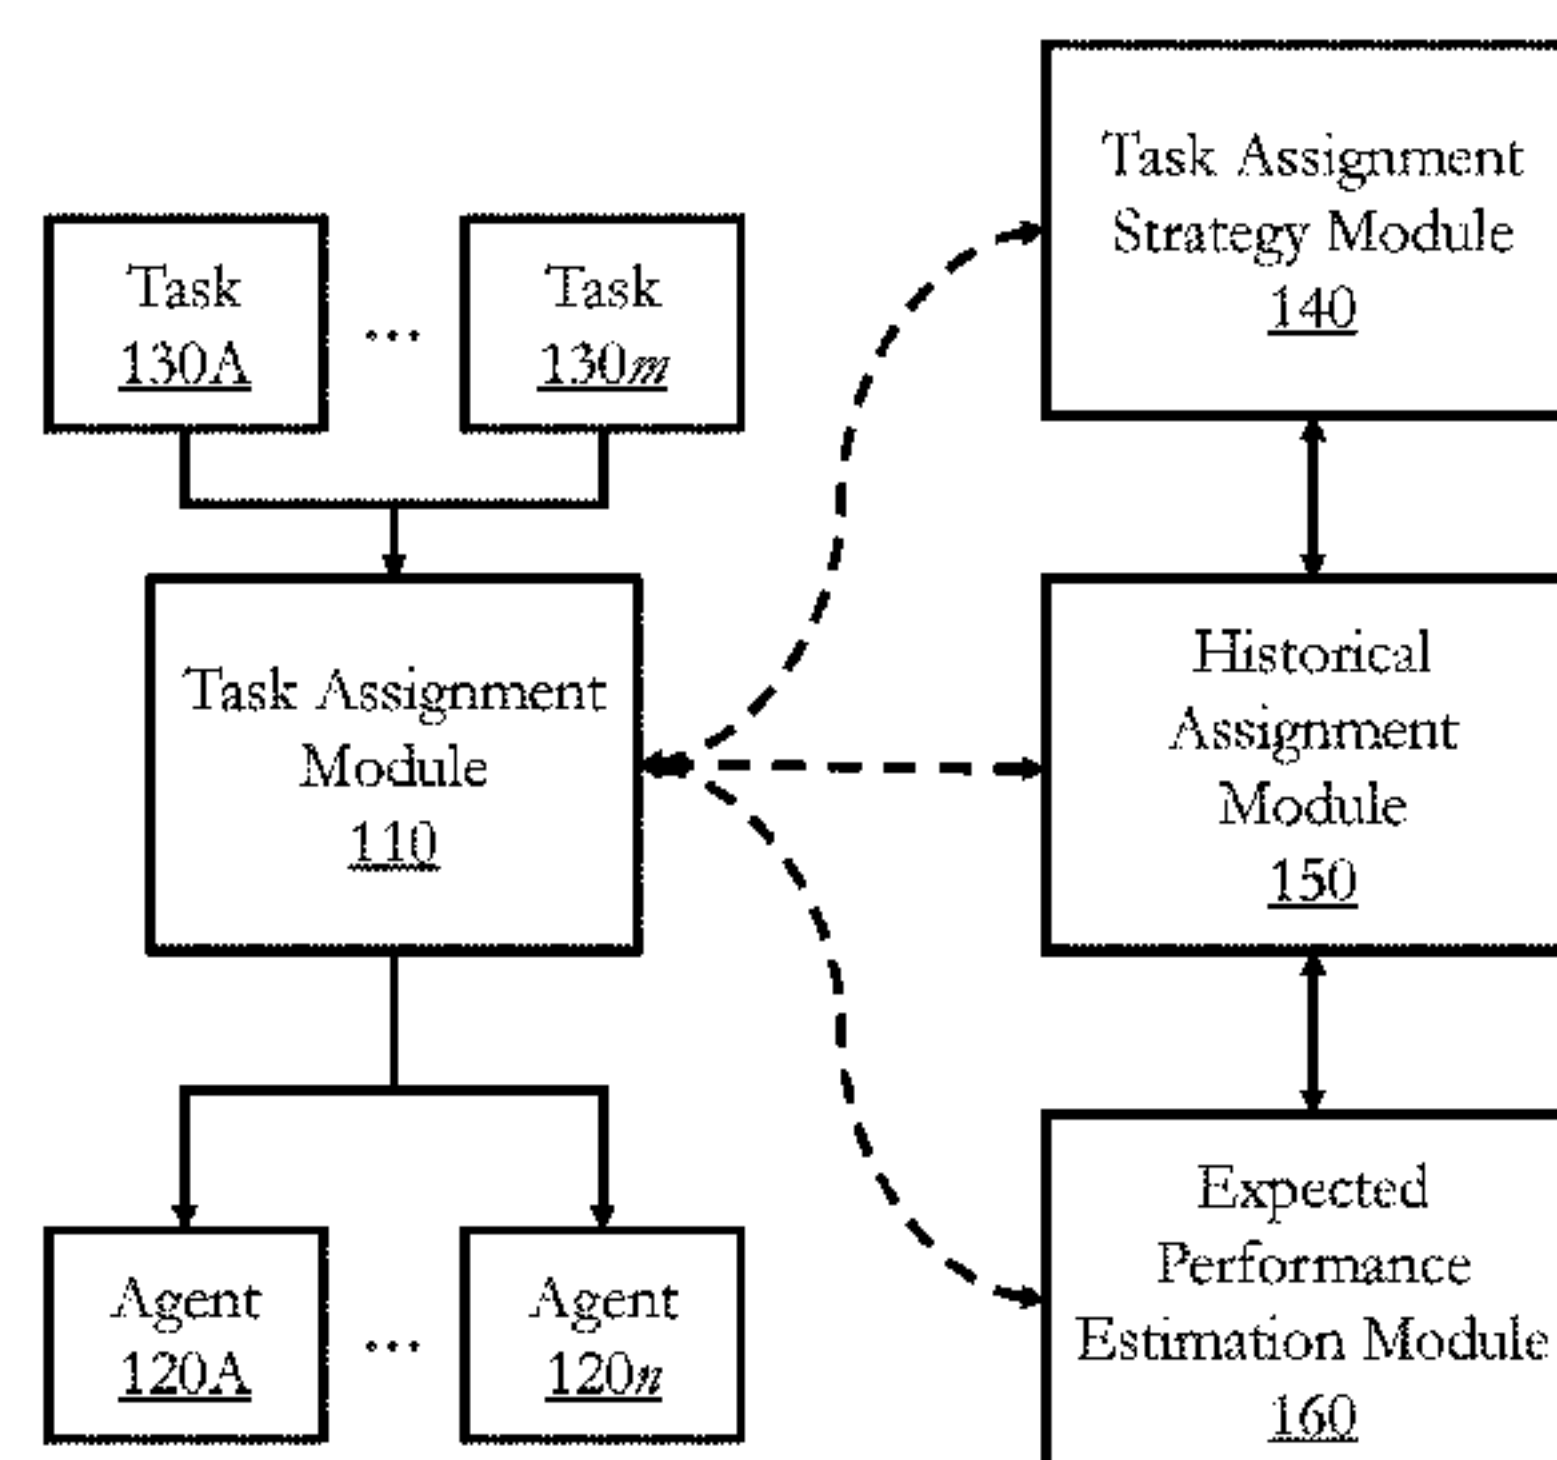 Task Assignment
Strategy Module
140
Task
130A
...
Task
130m
Task Assignment
Module
110
Historical
Assignment
Module
150
Agent
120A
...
Agent
120n
Expected
Performance
Estimation Module
160